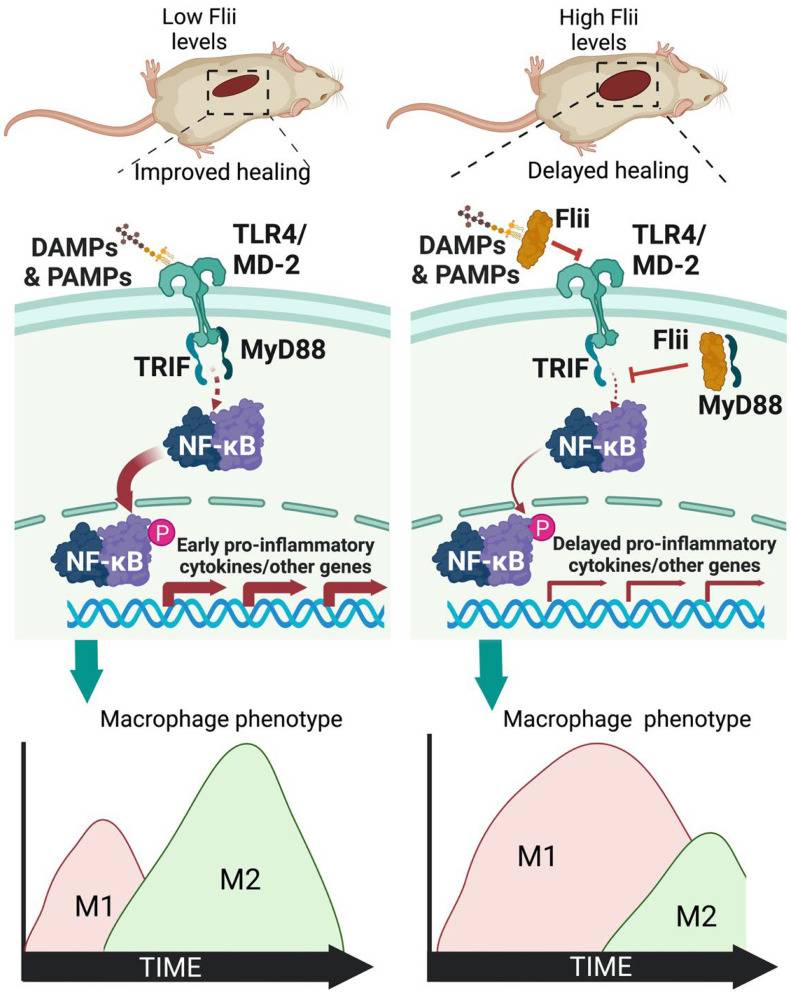 Low Flii
levels
Improved healing
DAMPs
& PAMPs
TLR4/
MD-2
TRIF
MyD88
NF-κB
P
NF-κB
Early pro-inflammatory
cytokines/other genes
Macrophage phenotype
M1
M2
TIME
High Flii
levels
Delayed healing
Flii
DAMPs
& PAMPs
TLR4/
MD-2
Flii
TRIF
MyD88
NF-κB
P
NF-κB
Delayed pro-inflammatory
cytokines/other genes
Macrophage phenotype
M1
M2
TIME